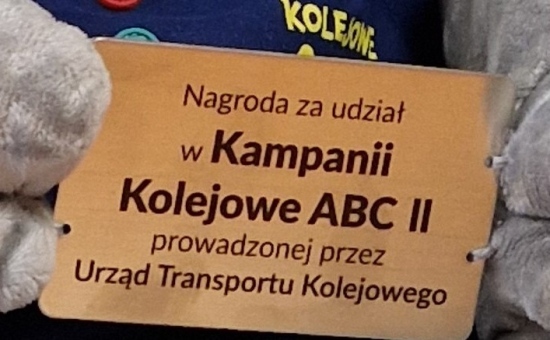 KOLEJOWE
Nagroda za udział
w Kampanii
Kolejowe ABC II
prowadzonej przez
Urząd Transportu Kolejowego